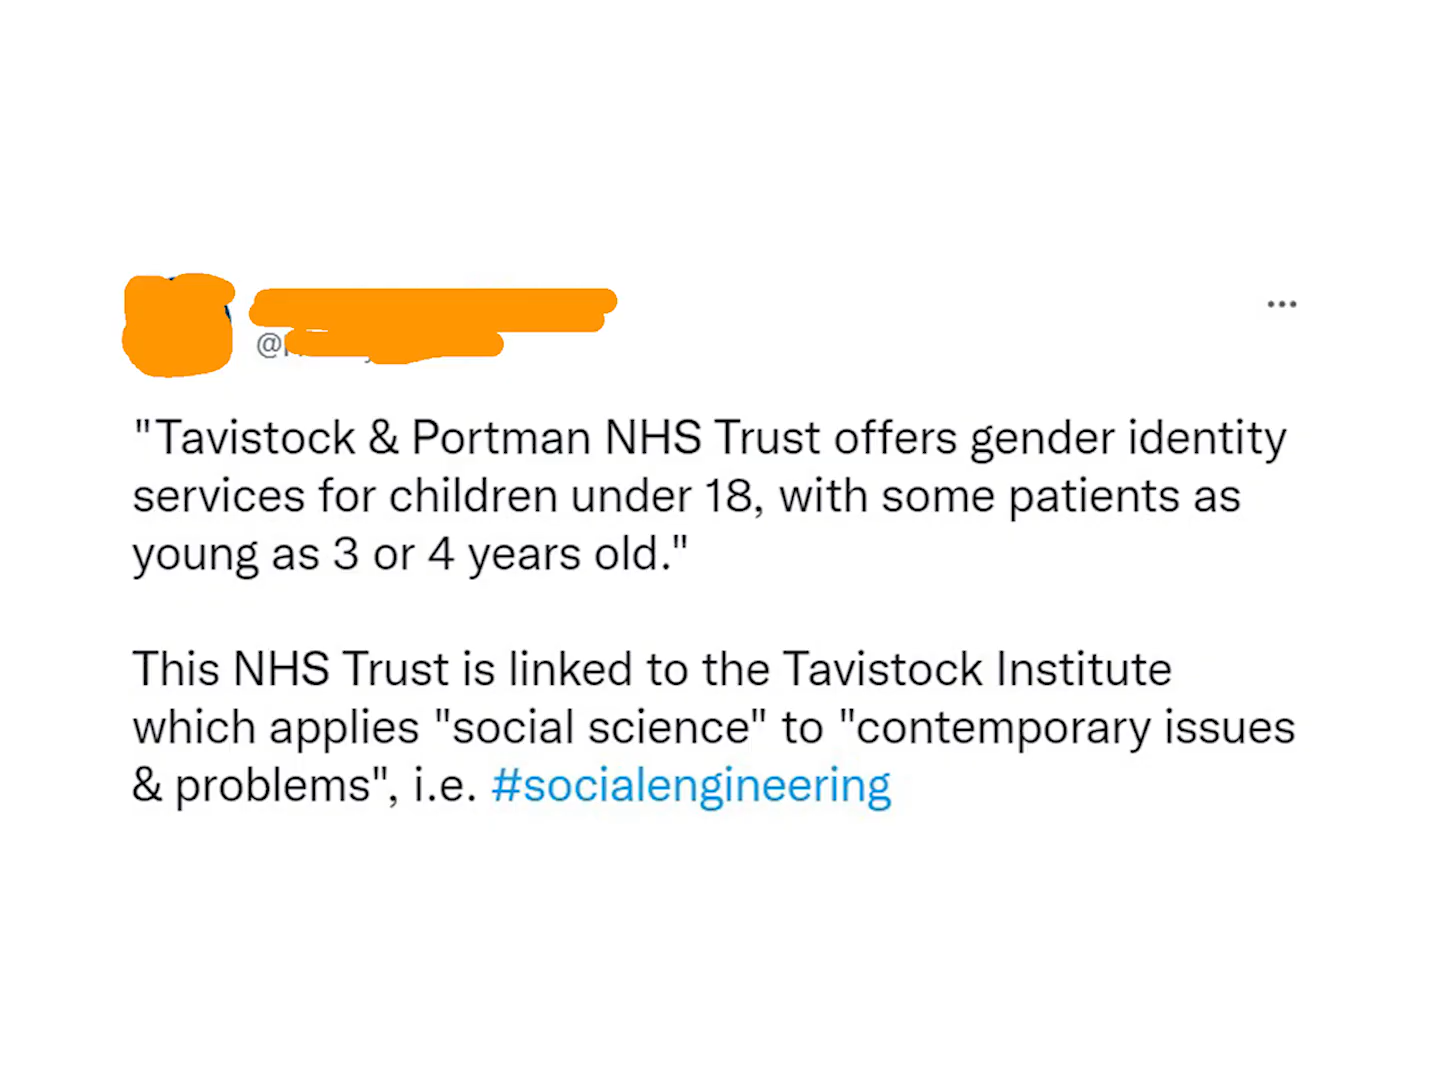 "Tavistock & Portman NHS Trust offers gender identity
services for children under 18, with some patients as
young as 3 or 4 years old."
This NHS Trust is linked to the Tavistock Institute
which applies "social science" to "contemporary issues
& problems", i.e. #socialengineering